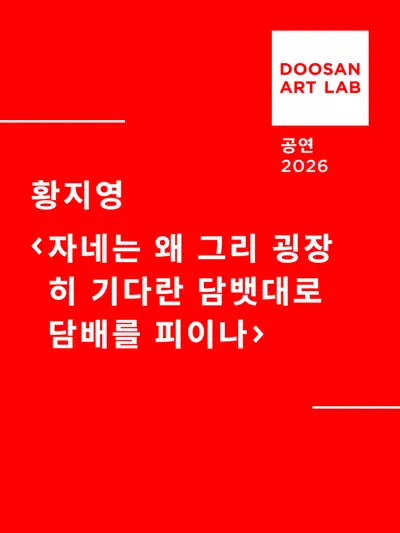 DOOSAN
ART LAB
공연
2026
황지영
<자네는 왜 그리 굉장
히 기다란 담뱃대로
담배를 피이나>